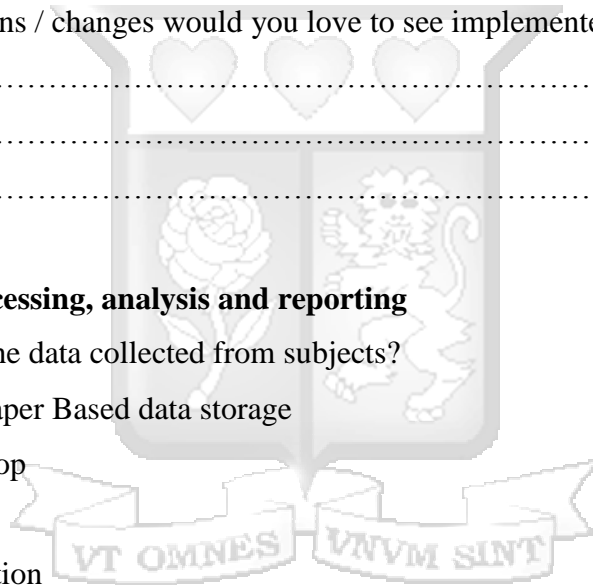 ns / changes would you love to see implemente
………………………………………………………………
………………………………………………………………
………………………………………………………………
cessing, analysis and reporting
ne data collected from subjects?
aper Based data storage
op
VT OMNES VNVM SINT
tion